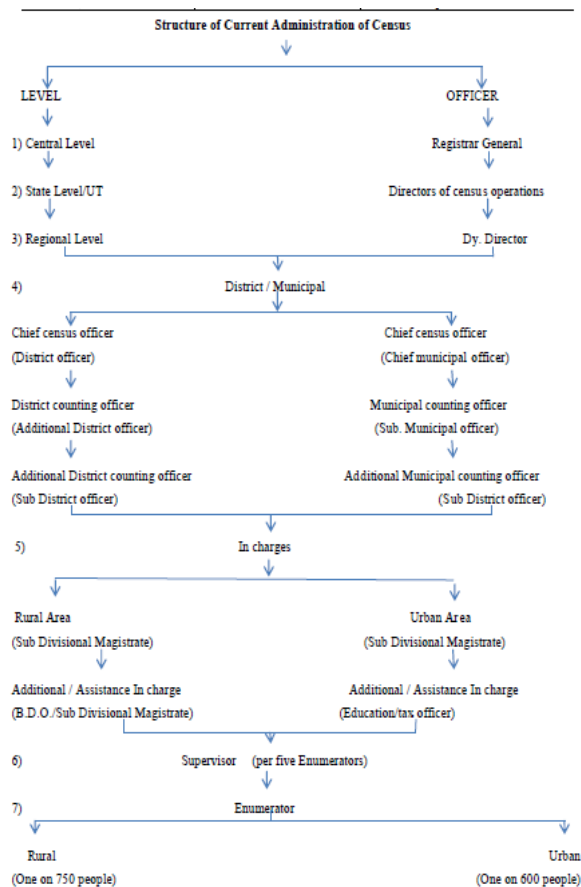 Structure of Current Administration of Census
LEVEL OFFICER
1) Central Level Registrar General
2) State Level/UT Directors of census operations
3) Regional Level Dy. Director
4) District / Municipal
Chief census officer Chief census officer
(District officer) (Chief municipal officer)
District counting officer Municipal counting officer
(Additional District officer) (Sub. Municipal officer)
Additional District counting officer Additional Municipal counting officer
(Sub District officer) (Sub District officer)
5) In charges
Rural Area Urban Area
(Sub Divisional Magistrate) (Sub Divisional Magistrate)
Additional / Assistance In charge Additional / Assistance In charge
(B.D.O./Sub Divisional Magistrate) (Education/tax officer)
6) Supervisor (per five Enumerators)
7) Enumerator
Rural Urban
(One on 750 people) (One on 600 people)